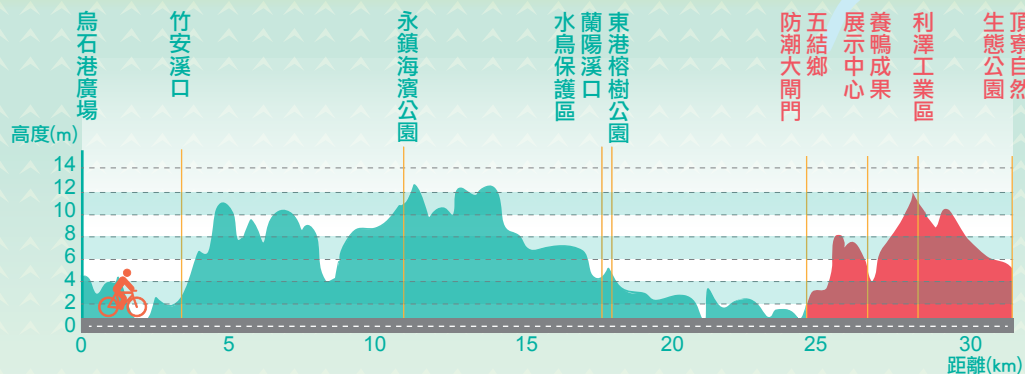 烏石港廣場
竹安溪口
永鎮海濱公園
蘭陽溪口
水鳥保護區
東港榕樹公園
五結鄉
防潮大閘門
養鴨成果
展示中心
利澤工業區
頂寮自然
生態公園
高度(m)
14
12
10
8
6
4
2
0
0
5
10
15
20
25
30
距離(km)